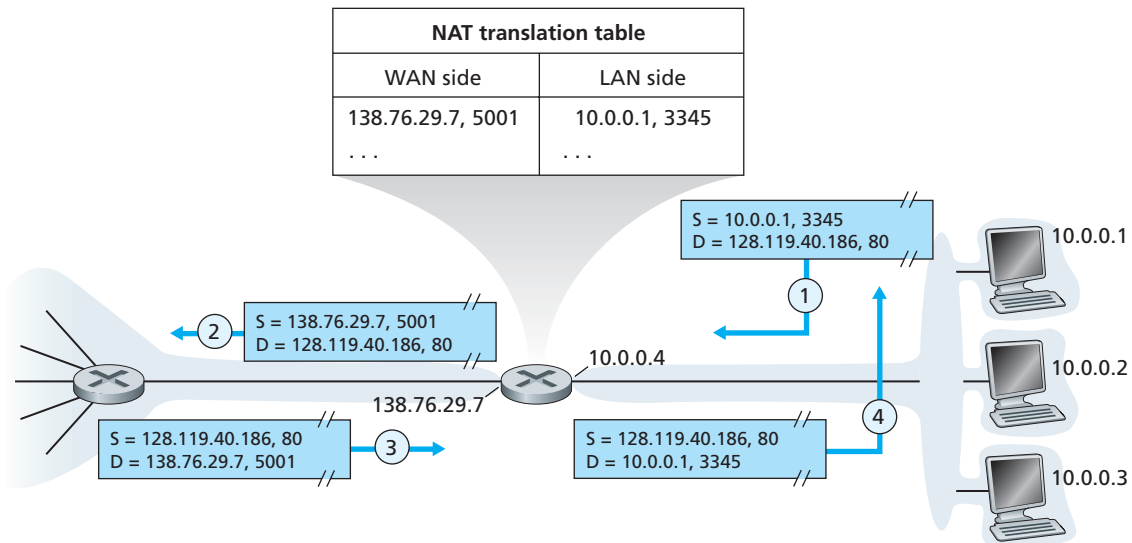 NAT translation table
WAN side
LAN side
138.76.29.7, 5001
10.0.0.1, 3345
. . .
. . .
S = 10.0.0.1, 3345
D = 128.119.40.186, 80
10.0.0.1
1
S = 138.76.29.7, 5001
D = 128.119.40.186, 80
2
10.0.0.4
10.0.0.2
138.76.29.7
4
S = 128.119.40.186, 80
D = 138.76.29.7, 5001
3
S = 128.119.40.186, 80
D = 10.0.0.1, 3345
10.0.0.3